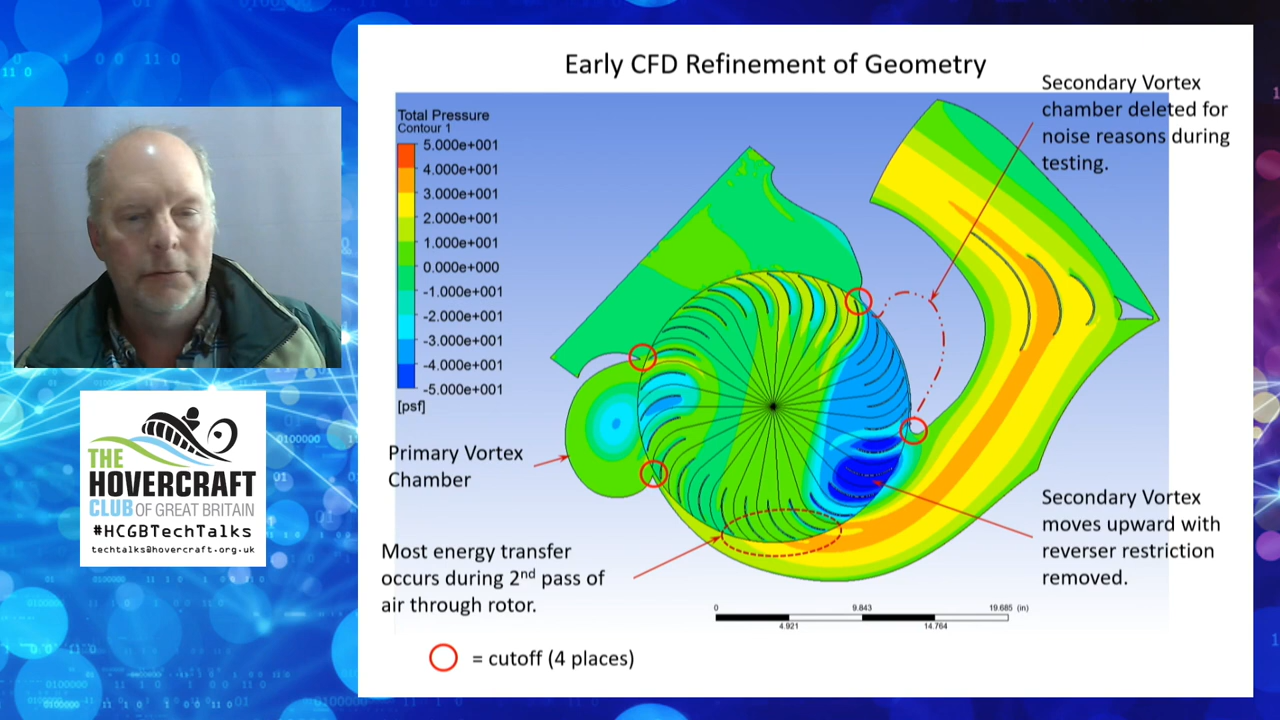 Early CFD Refinement of Geometry
Secondary Vortex
chamber deleted for
noise reasons during
testing.
Total Pressure
Contour 1
5.000e+001
4.000e+001
3.000e+001
2.000e+001
1.000e+001
0.000e+000
-1.000e+001
-2.000e+001
-3.000e+001
-4.000e+001
-5.000e+001
[psf]
Primary Vortex
Chamber
Most energy transfer
occurs during 2nd pass of
air through rotor.
Secondary Vortex
moves upward with
reverser restriction
removed.
0 9.843 19.685 (in)
4.921 14.764
= cutoff (4 places)
THE
HOVERCRAFT
CLUB OF GREAT BRITAIN
#HCGBTechTalks
techtalks@hovercraft.org.uk